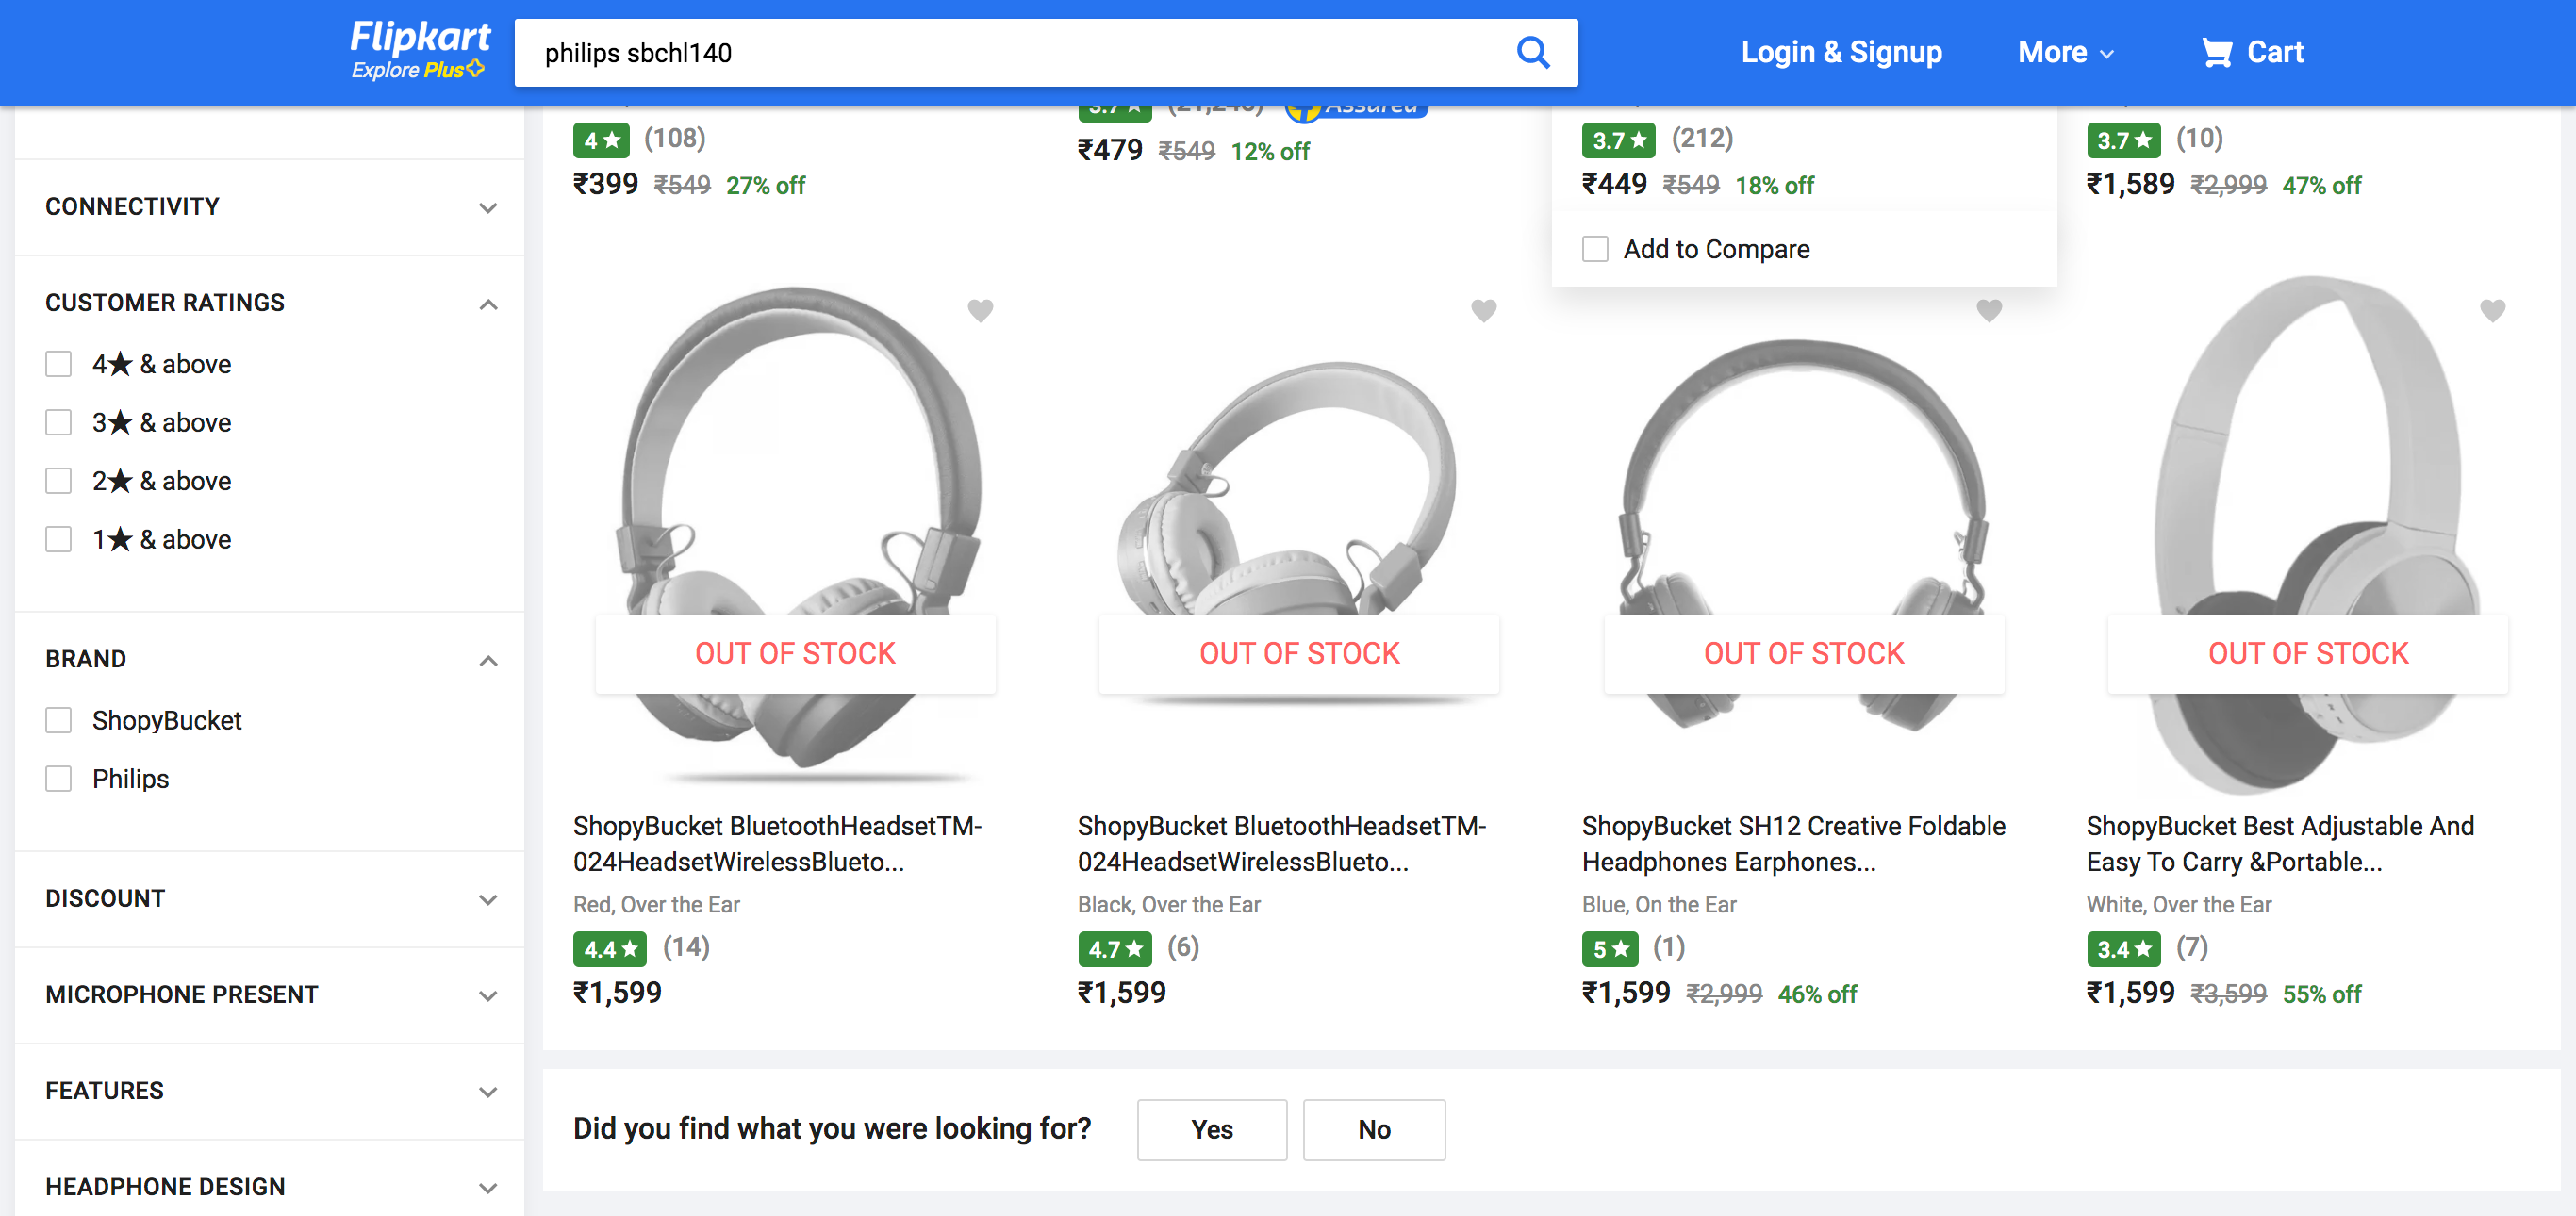 Flipkart
Explore Plus
philips sbchl140
Login & Signup
More
Cart
CONNECTIVITY
CUSTOMER RATINGS
4★ & above
3★ & above
2★ & above
1★ & above
BRAND
ShopyBucket
Philips
DISCOUNT
MICROPHONE PRESENT
FEATURES
HEADPHONE DESIGN
4★ (108)
₹399 ₹549 27% off
3.7★ (21,246) Assured
₹479 ₹549 12% off
3.7★ (212)
₹449 ₹549 18% off
Add to Compare
3.7★ (10)
₹1,589 ₹2,999 47% off
OUT OF STOCK
ShopyBucket BluetoothHeadsetTM-
024HeadsetWirelessBlueto...
Red, Over the Ear
4.4★ (14)
₹1,599
OUT OF STOCK
ShopyBucket BluetoothHeadsetTM-
024HeadsetWirelessBlueto...
Black, Over the Ear
4.7★ (6)
₹1,599
OUT OF STOCK
ShopyBucket SH12 Creative Foldable
Headphones Earphones...
Blue, On the Ear
5★ (1)
₹1,599 ₹2,999 46% off
OUT OF STOCK
ShopyBucket Best Adjustable And
Easy To Carry &Portable...
White, Over the Ear
3.4★ (7)
₹1,599 ₹3,599 55% off
Did you find what you were looking for?
Yes
No